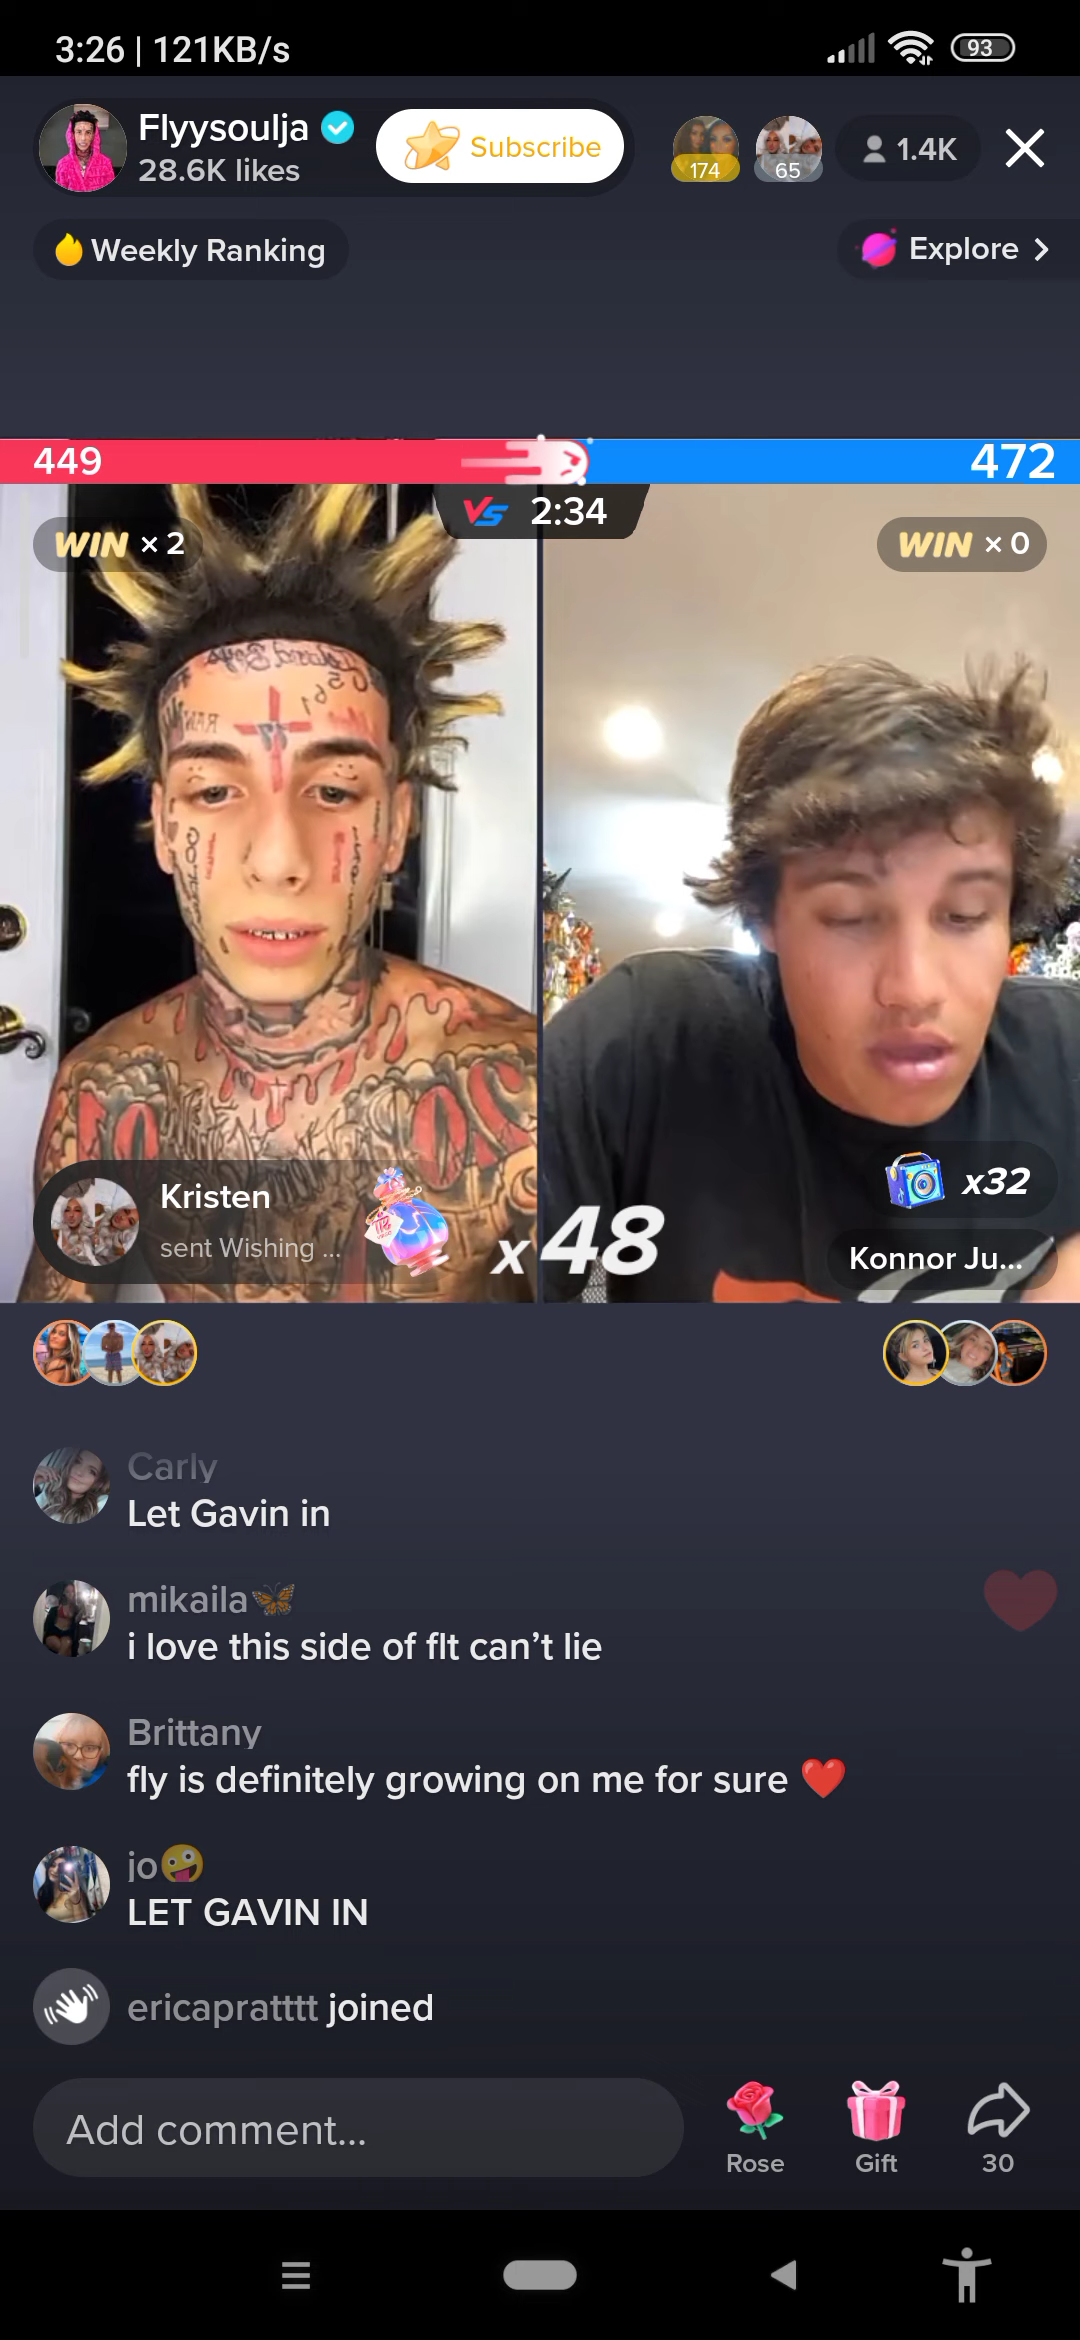 3:26 | 121KB/s
93
Flyysoulja
28.6K likes
Subscribe
174
65
1.4K
Weekly Ranking
Explore >
449
472
VS 2:34
WIN × 2
WIN × 0
Kristen
sent Wishing ...
x48
x32
Konnor Ju...
Carly
Let Gavin in
mikaila🦋
i love this side of flt can’t lie
Brittany
fly is definitely growing on me for sure ❤️
jo🤪
LET GAVIN IN
ericapratttt joined
Add comment...
Rose
Gift
30